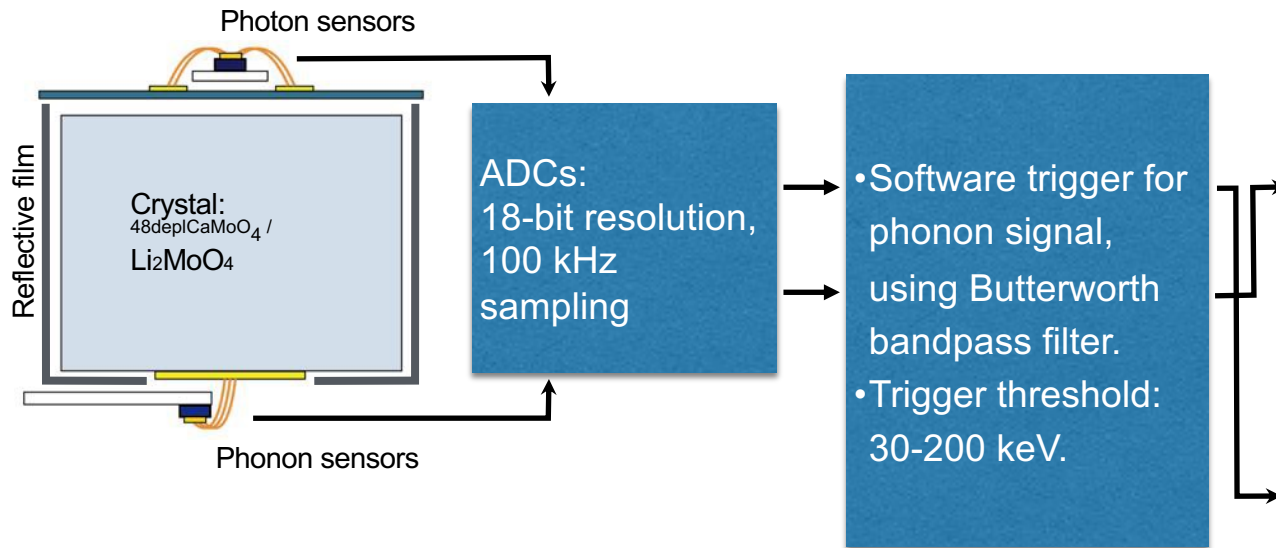 Photon sensors
Reflective film
Crystal:
48deplCaMoO4 /
Li2MoO4
Phonon sensors
ADCs:
18-bit resolution,
100 kHz
sampling
•Software trigger for
phonon signal,
using Butterworth
bandpass filter.
•Trigger threshold:
30-200 keV.